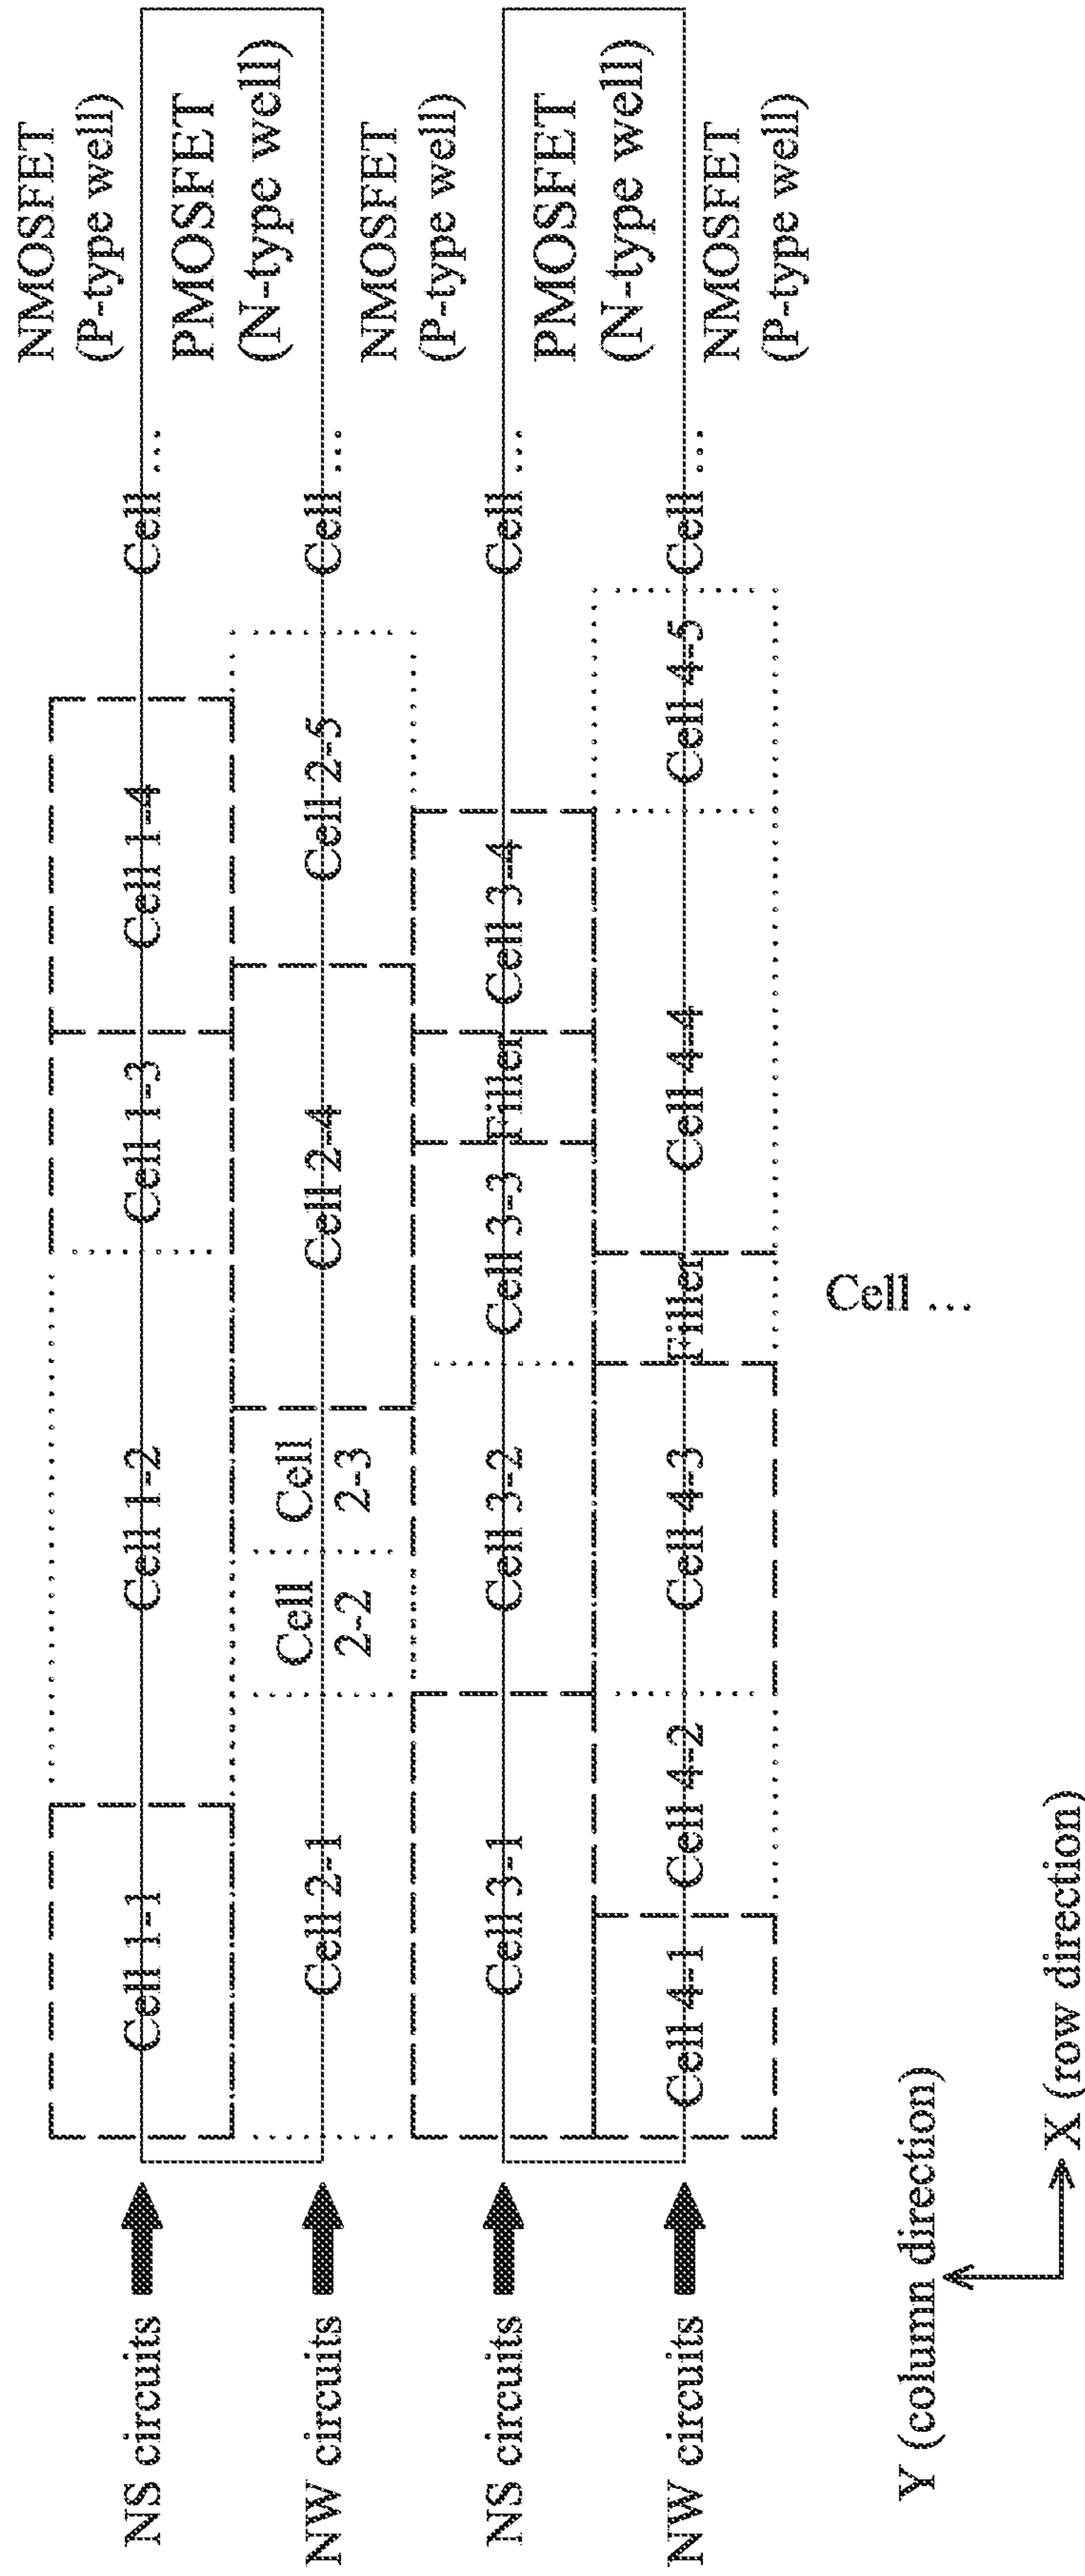 NS circuits
Cell 1-1
Cell 1-2
Cell 1-3
Cell 1-4
Cell ...
NMOSFET
(P-type well)
PMOSFET
(N-type well)
NW circuits
Cell 2-1
Cell
2-2
Cell
2-3
Cell 2-4
Cell 2-5
Cell ...
NMOSFET
(P-type well)
NS circuits
Cell 3-1
Cell 3-2
Cell 3-3
Filler
Cell 3-4
Cell ...
PMOSFET
(N-type well)
NW circuits
Cell 4-1
Cell 4-2
Cell 4-3
Filler
Cell 4-4
Cell 4-5
Cell ...
NMOSFET
(P-type well)
Cell ...
Y (column direction)
X (row direction)